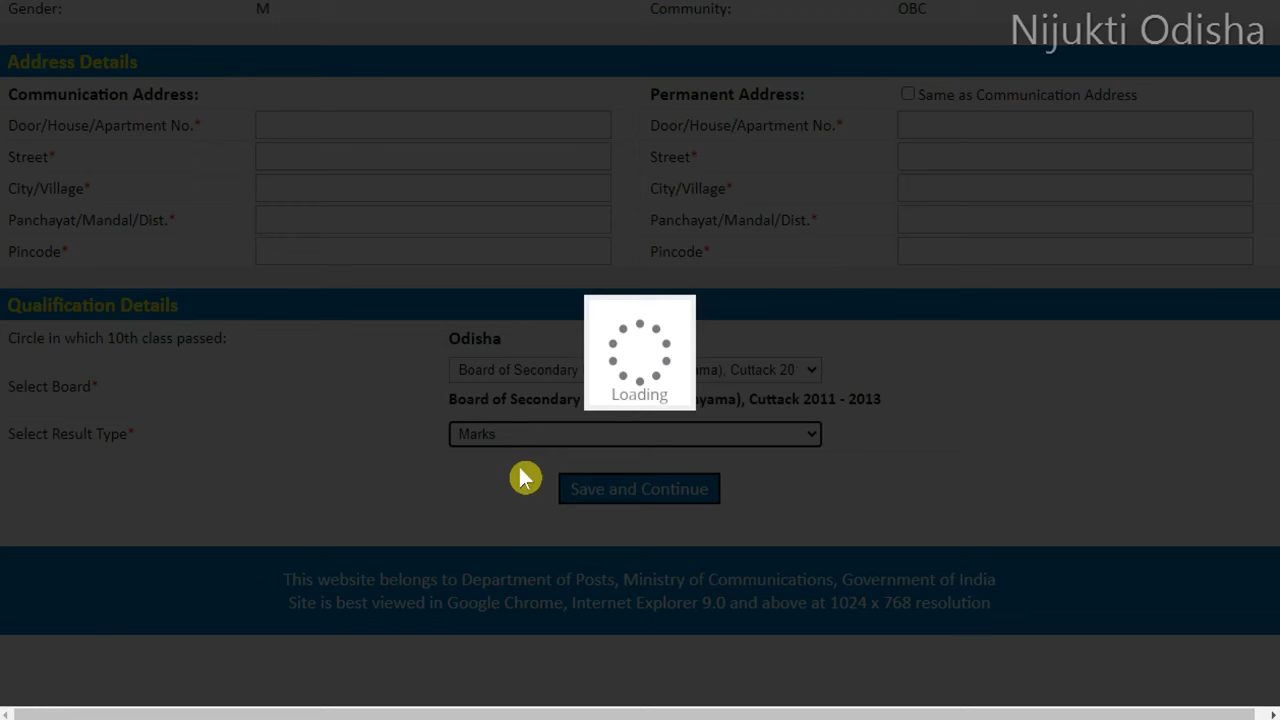 Gender: M Community: OBC
Nijukti Odisha
Address Details
Communication Address: Permanent Address: Same as Communication Address
Door/House/Apartment No.* Door/House/Apartment No.*
Street* Street*
City/Village* City/Village*
Panchayat/Mandal/Dist.* Panchayat/Mandal/Dist.*
Pincode* Pincode*
Qualification Details
Circle in which 10th class passed: Odisha
Select Board* Board of Secondary ama), Cuttack
Loading
Board of Secondary ayama), Cuttack 2011 - 2013
Select Result Type* Marks
Save and Continue
This website belongs to Department of Posts, Ministry of Communications, Government of India
Site is best viewed in Google Chrome, Internet Explorer 9.0 and above at 1024 x 768 resolution